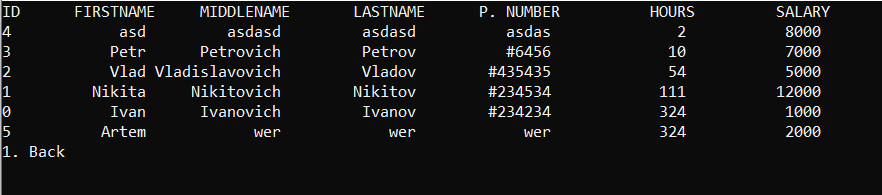 ID FIRSTNAME MIDDLENAME LASTNAME P. NUMBER HOURS SALARY
4 asd asdasd asdasd asdas 2 8000
3 Petr Petrovich Petrov #6456 10 7000
2 Vlad Vladislavovich Vladov #435435 54 5000
1 Nikita Nikitovich Nikitov #234534 111 12000
0 Ivan Ivanovich Ivanov #234234 324 1000
5 Artem wer wer wer 324 2000
1. Back